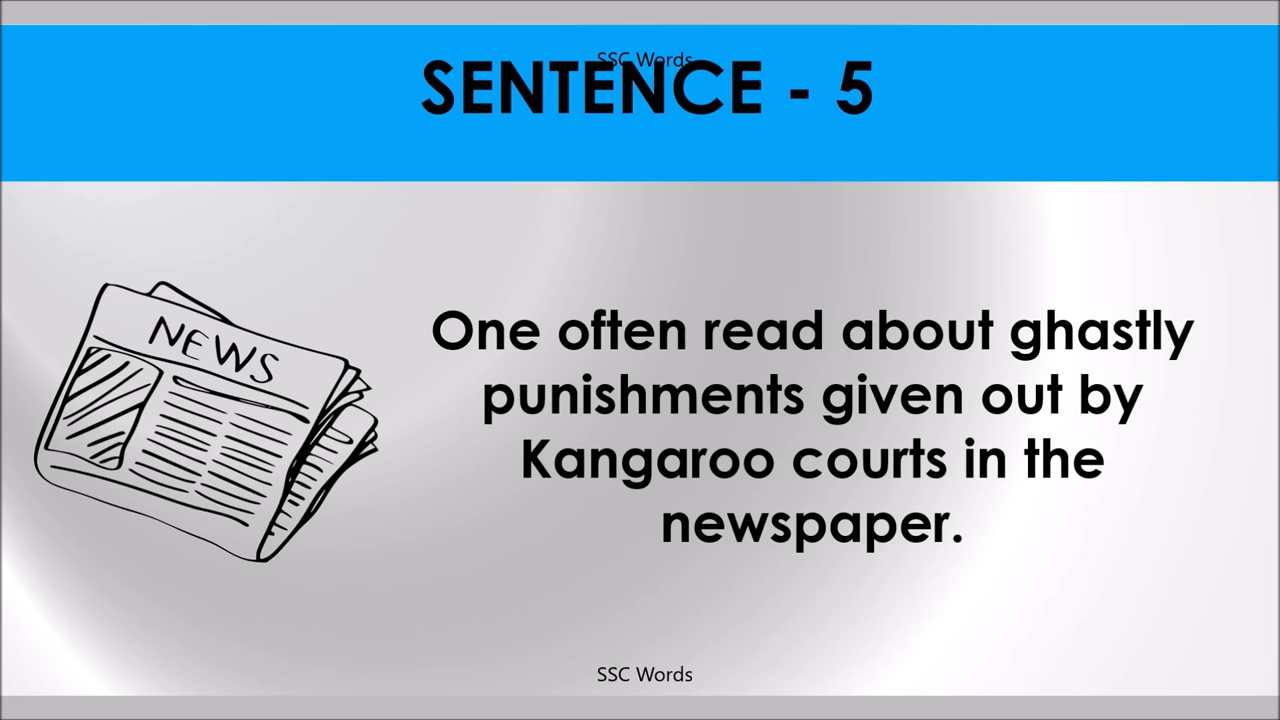 SSC Words
SENTENCE - 5
NEWS
One often read about ghastly
punishments given out by
Kangaroo courts in the
newspaper.
SSC Words